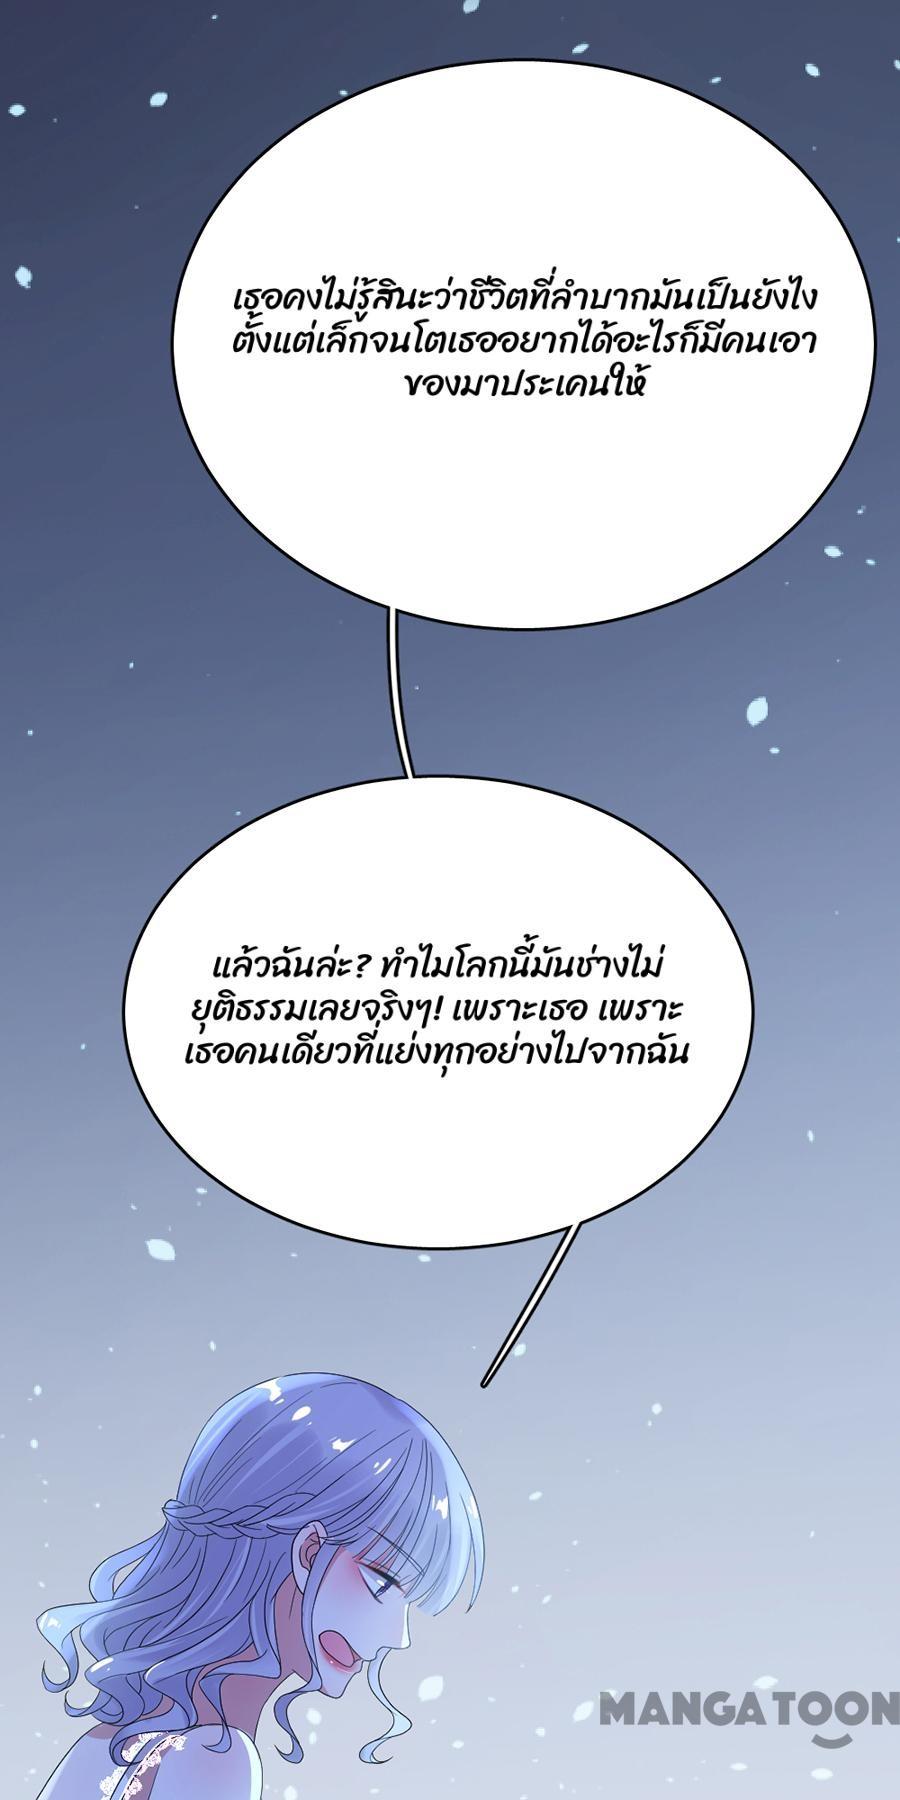 เธอคงไม่รู้สินะว่าชีวิตที่ลำบากมันเป็นยังไง
ตั้งแต่เล็กจนโตเธออยากได้อะไรก็มีคนเอา
ของมาประเคนให้
แล้วฉันล่ะ? ทำไมโลกนี้มันช่างไม่
ยุติธรรมเลยจริงๆ! เพราะเธอ เพราะ
เธอคนเดียวที่แย่งทุกอย่างไปจากฉัน
MANGATOON